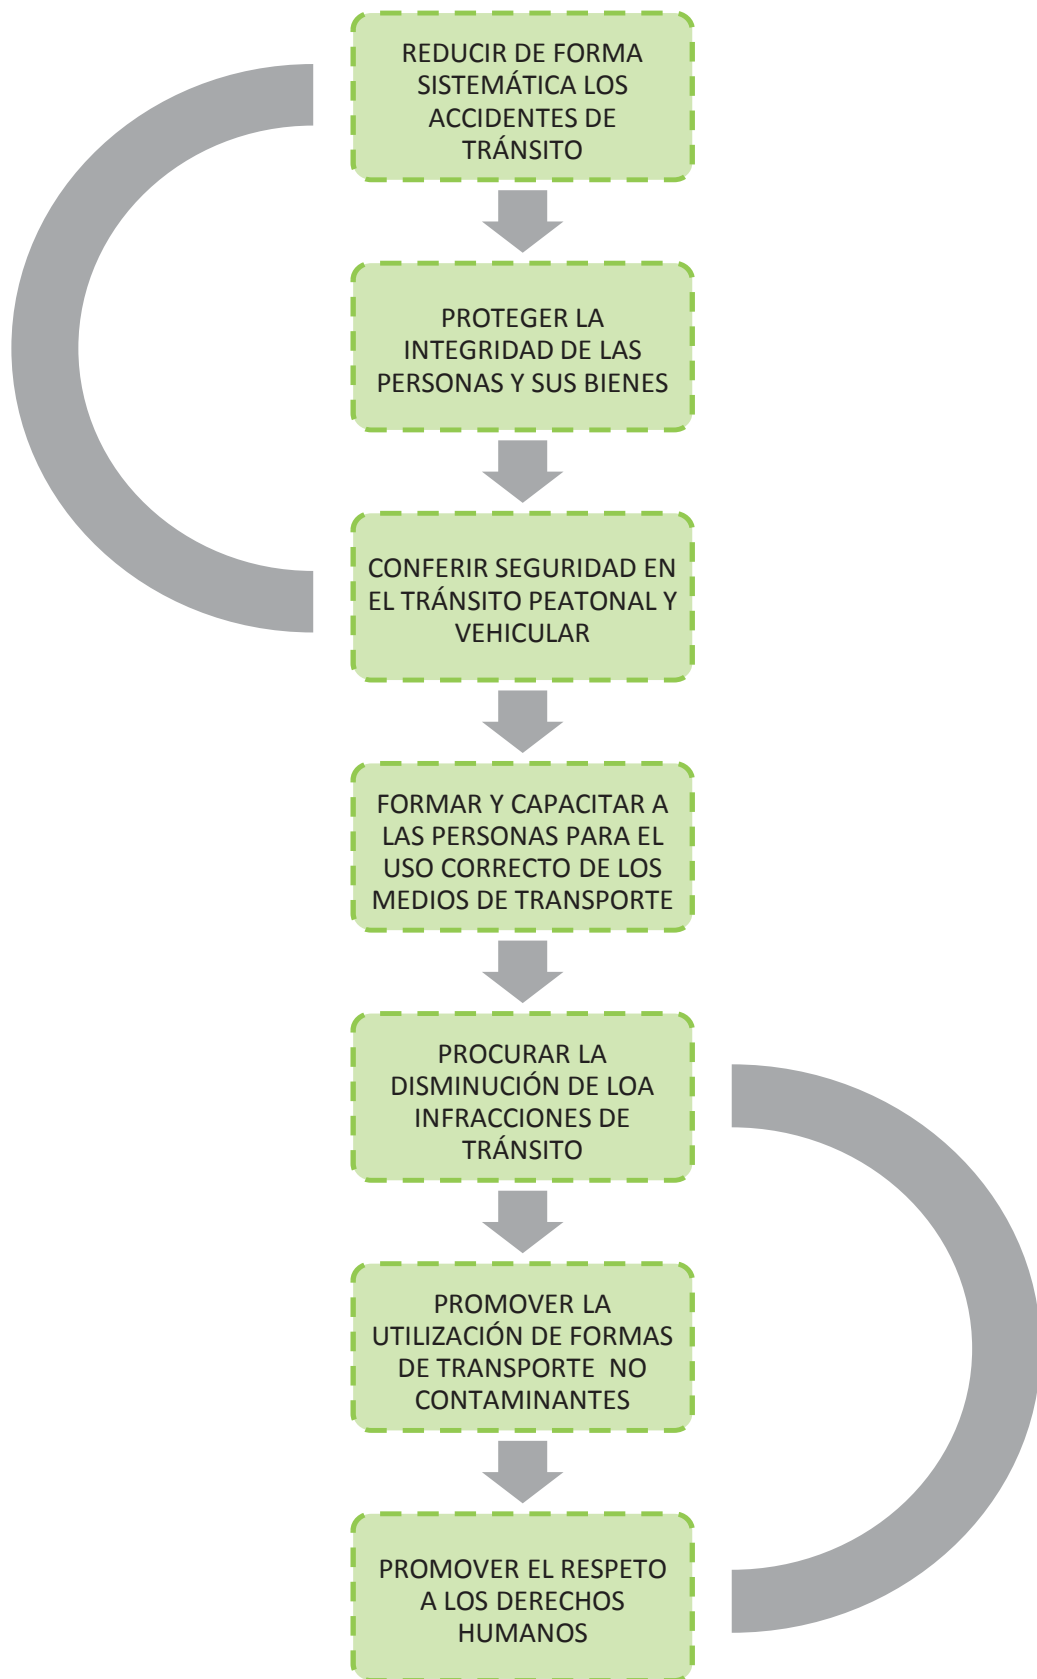 REDUCIR DE FORMA
SISTEMÁTICA LOS
ACCIDENTES DE
TRÁNSITO
PROTEGER LA
INTEGRIDAD DE LAS
PERSONAS Y SUS BIENES
CONFERIR SEGURIDAD EN
EL TRÁNSITO PEATONAL Y
VEHICULAR
FORMAR Y CAPACITAR A
LAS PERSONAS PARA EL
USO CORRECTO DE LOS
MEDIOS DE TRANSPORTE
PROCURAR LA
DISMINUCIÓN DE LOA
INFRACCIONES DE
TRÁNSITO
PROMOVER LA
UTILIZACIÓN DE FORMAS
DE TRANSPORTE  NO
CONTAMINANTES
PROMOVER EL RESPETO
A LOS DERECHOS
HUMANOS